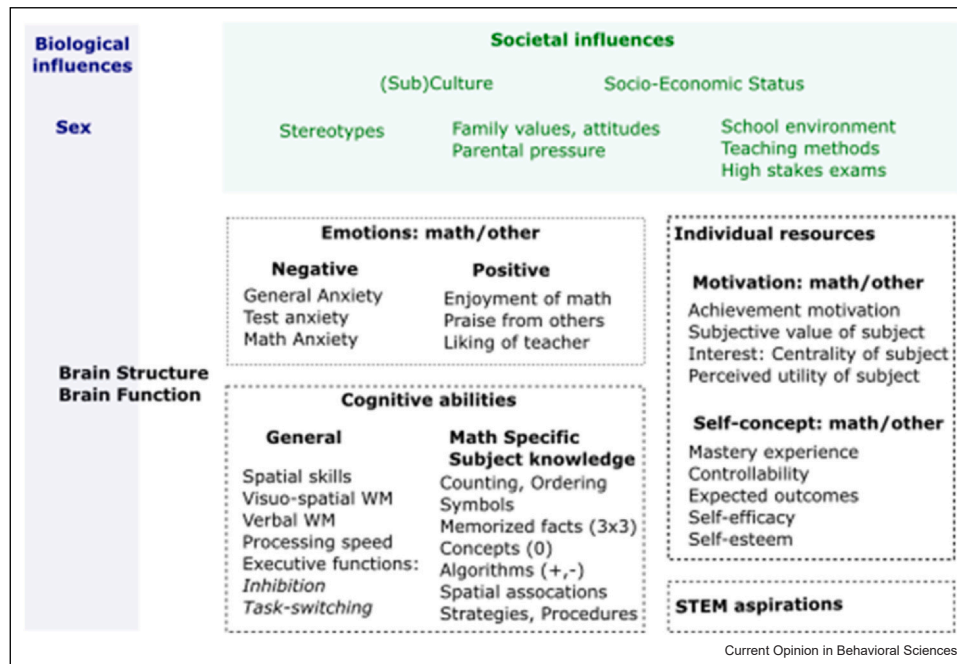 Biological
influences
Sex
Societal influences
(Sub)Culture
Socio-Economic Status
Stereotypes
Family values, attitudes
Parental pressure
School environment
Teaching methods
High stakes exams
Brain Structure
Brain Function
Emotions: math/other
Negative
General Anxiety
Test anxiety
Math Anxiety
Positive
Enjoyment of math
Praise from others
Liking of teacher
Cognitive abilities
General
Spatial skills
Visuo-spatial WM
Verbal WM
Processing speed
Executive functions:
Inhibition
Task-switching
Math Specific
Subject knowledge
Counting, Ordering
Symbols
Memorized facts (3x3)
Concepts (0)
Algorithms (+,-)
Spatial assocations
Strategies, Procedures
Individual resources
Motivation: math/other
Achievement motivation
Subjective value of subject
Interest: Centrality of subject
Perceived utility of subject
Self-concept: math/other
Mastery experience
Controllability
Expected outcomes
Self-efficacy
Self-esteem
STEM aspirations
Current Opinion in Behavioral Sciences